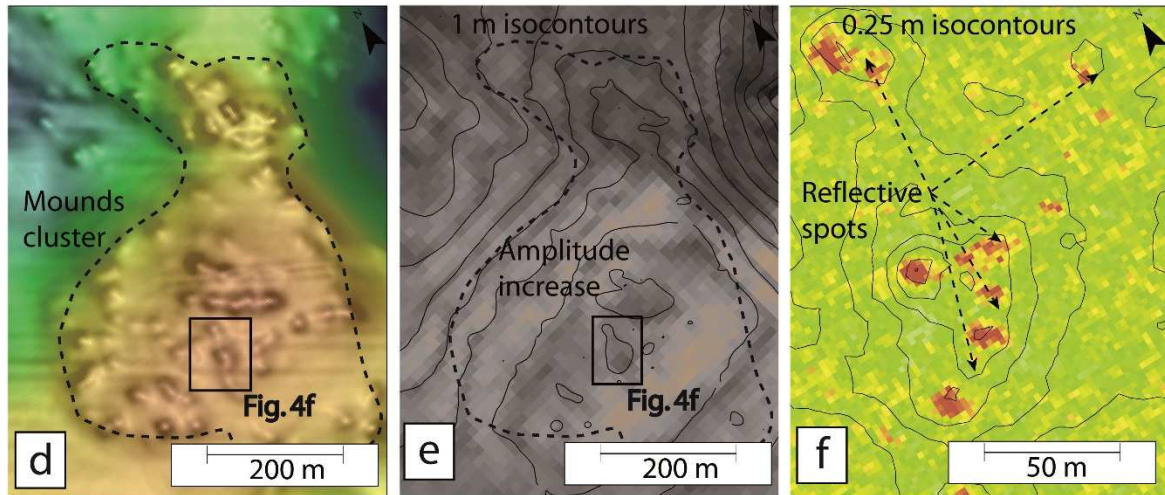 Mounds
cluster
Fig. 4f
d
200 m
N
1 m isocontours
Amplitude
increase
Fig. 4f
e
200 m
N
0.25 m isocontours
Reflective
spots
f
50 m
N